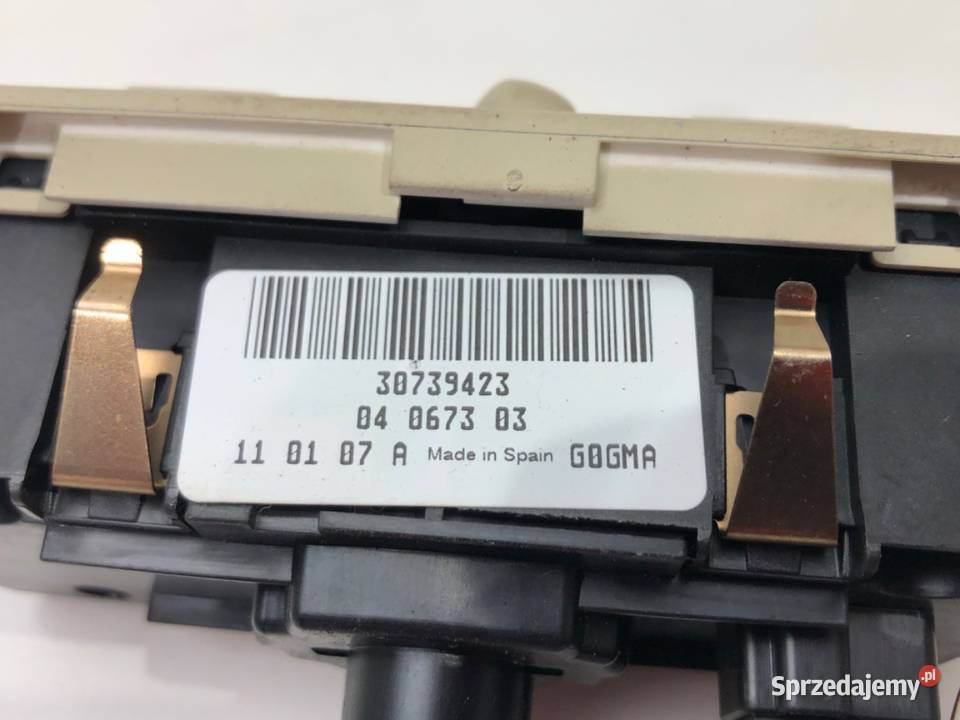 30739423
04 0673 03
11 01 07 A Made in Spain G0GMA
Sprzedajemy.pl